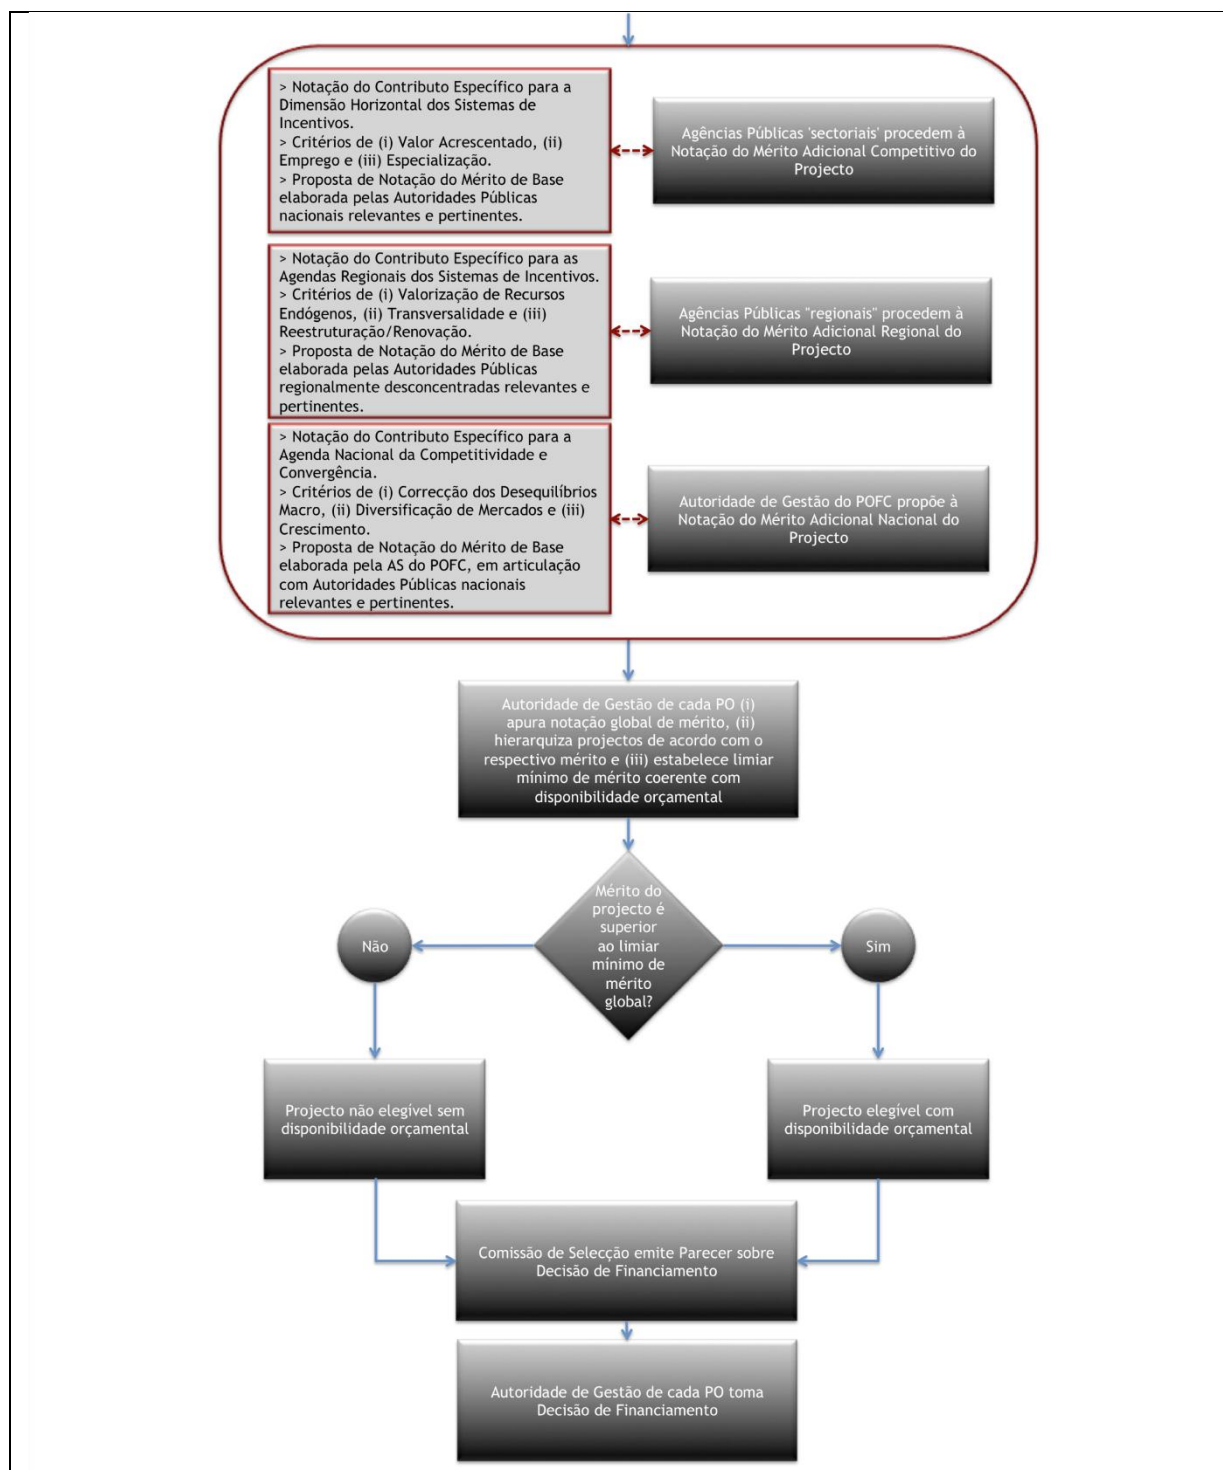 > Notação do Contributo Específico para a
Dimensão Horizontal dos Sistemas de
Incentivos.
> Critérios de (i) Valor Acrescentado, (ii)
Emprego e (iii) Especialização.
> Proposta de Notação do Mérito de Base
elaborada pelas Autoridades Públicas
nacionais relevantes e pertinentes.
Agências Públicas 'sectoriais' procedem à
Notação do Mérito Adicional Competitivo do
Projecto
> Notação do Contributo Específico para as
Agendas Regionais dos Sistemas de Incentivos.
> Critérios de (i) Valorização de Recursos
Endógenos, (ii) Transversalidade e (iii)
Reestruturação/Renovação.
> Proposta de Notação do Mérito de Base
elaborada pelas Autoridades Públicas
regionalmente desconcentradas relevantes e
pertinentes.
Agências Públicas "regionais" procedem à
Notação do Mérito Adicional Regional do
Projecto
> Notação do Contributo Específico para a
Agenda Nacional da Competitividade e
Convergência.
> Critérios de (i) Correcção dos Desequilíbrios
Macro, (ii) Diversificação de Mercados e (iii)
Crescimento.
> Proposta de Notação do Mérito de Base
elaborada pela AS do POFC, em articulação
com Autoridades Públicas nacionais
relevantes e pertinentes.
Autoridade de Gestão do POFC propõe à
Notação do Mérito Adicional Nacional do
Projecto
Autoridade de Gestão de cada PO (i)
apura notação global de mérito, (ii)
hierarquiza projectos de acordo com o
respectivo mérito e (iii) estabelece limiar
mínimo de mérito coerente com
disponibilidade orçamental
Mérito do
projecto é
superior
ao limiar
mínimo de
mérito
global?
Não
Sim
Projecto não elegível sem
disponibilidade orçamental
Projecto elegível com
disponibilidade orçamental
Comissão de Selecção emite Parecer sobre
Decisão de Financiamento
Autoridade de Gestão de cada PO toma
Decisão de Financiamento